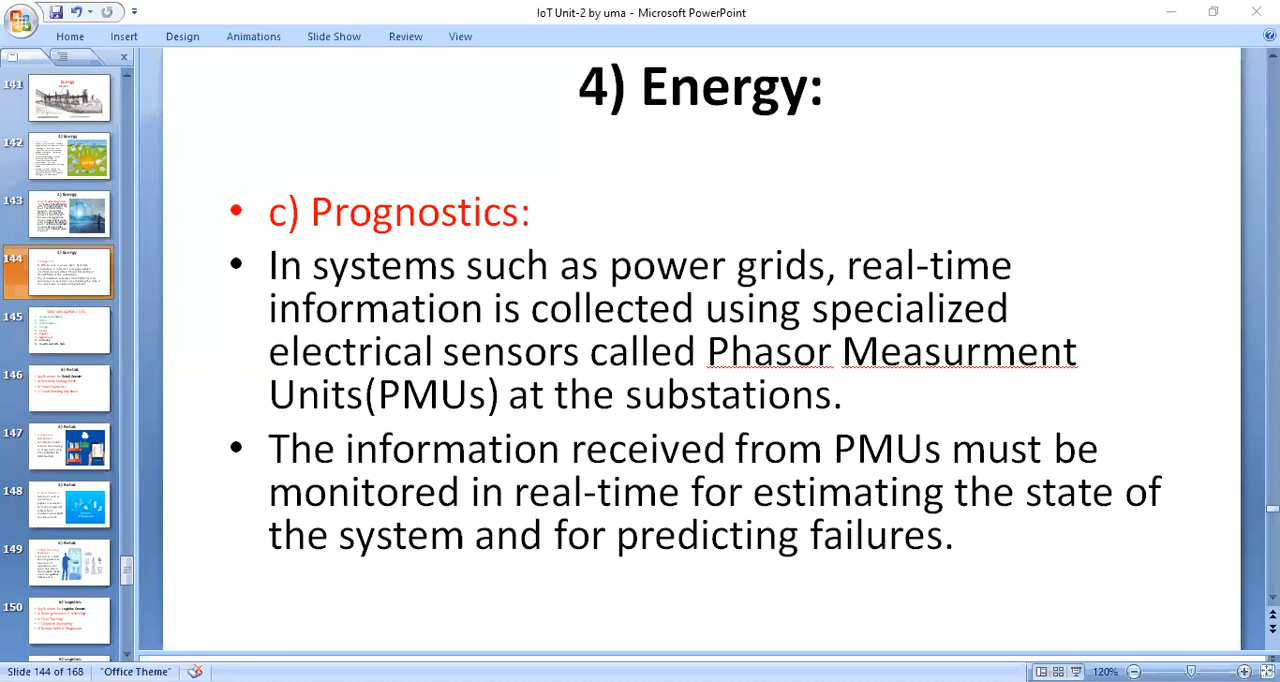 IoT Unit-2 by uma - Microsoft PowerPoint
Home Insert Design Animations Slide Show Review View
141
142
143
144
145
146
147
148
149
150
4) Energy:
• c) Prognostics:
• In systems such as power grids, real-time
information is collected using specialized
electrical sensors called Phasor Measurment
Units(PMUs) at the substations.
• The information received from PMUs must be
monitored in real-time for estimating the state of
the system and for predicting failures.
Slide 144 of 168 "Office Theme" 120%